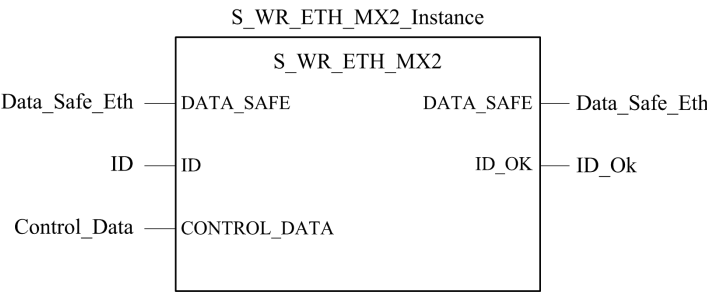 S_WR_ETH_MX2_Instance
S_WR_ETH_MX2
Data_Safe_Eth DATA_SAFE DATA_SAFE Data_Safe_Eth
ID ID ID_OK ID_Ok
Control_Data CONTROL_DATA